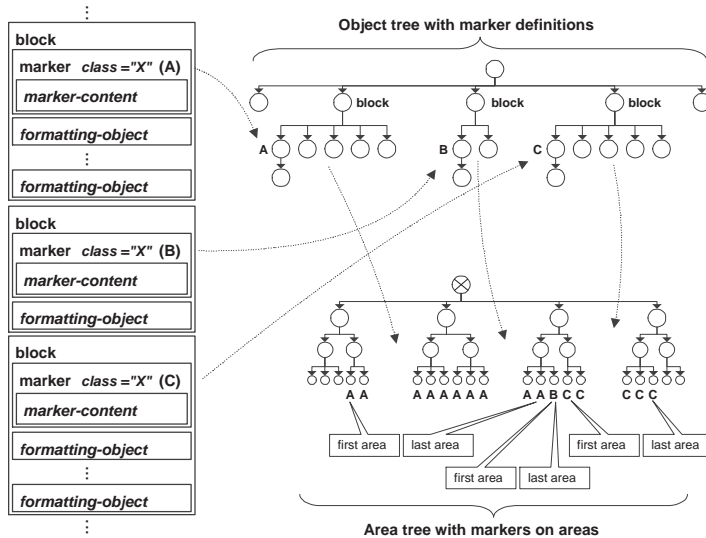 ⋮
block
marker class ="X" (A)
marker-content
formatting-object
⋮
formatting-object
block
marker class ="X" (B)
marker-content
formatting-object
block
marker class ="X" (C)
marker-content
formatting-object
⋮
formatting-object
⋮
Object tree with marker definitions
block block block
A B C
A A A A A A A A A A B C C C C C
first area last area first area last area
first area last area
Area tree with markers on areas